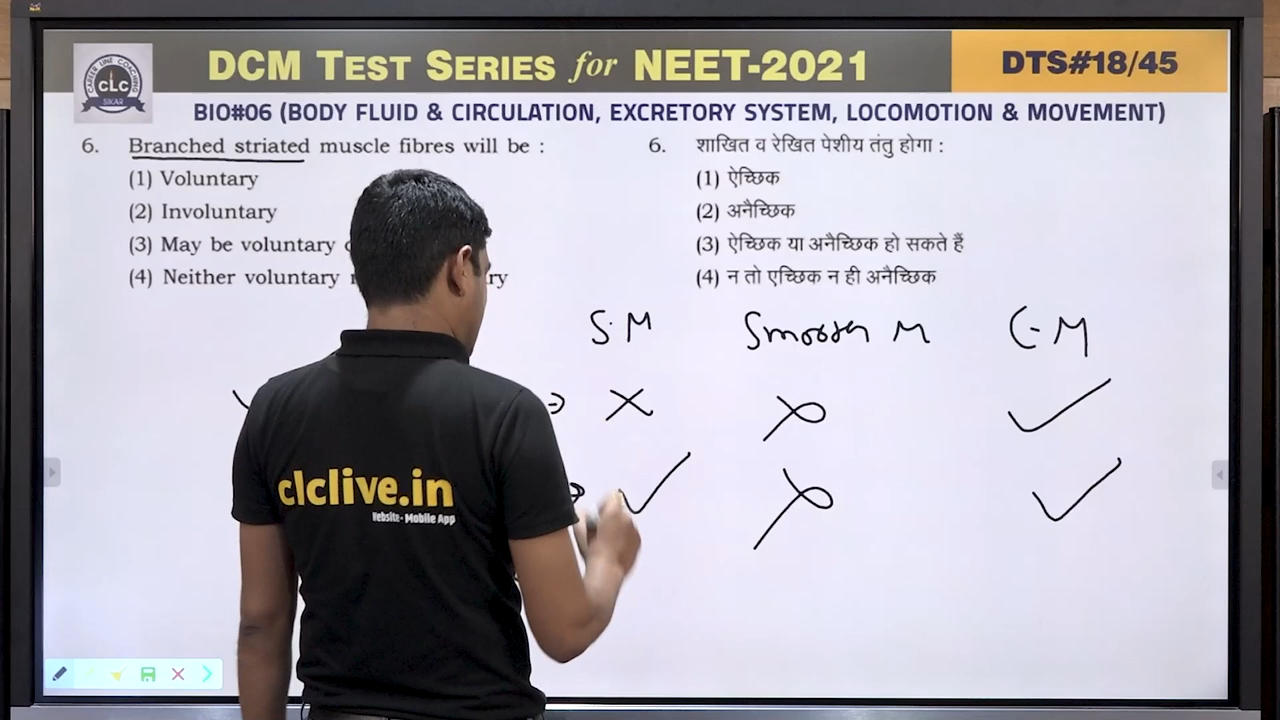 DCM TEST SERIES for NEET-2021
DTS#18/45
CAREER LINE COACHING
CLC
SIKAR
BIO#06 (BODY FLUID & CIRCULATION, EXCRETORY SYSTEM, LOCOMOTION & MOVEMENT)
6. Branched striated muscle fibres will be :
(1) Voluntary
(2) Involuntary
(3) May be voluntary
(4) Neither voluntary
6. शाखित व रेखित पेशीय तंतु होगा :
(1) ऐच्छिक
(2) अनैच्छिक
(3) ऐच्छिक या अनैच्छिक हो सकते हैं
(4) न तो एच्छिक न ही अनैच्छिक
S.M Smooth M C-M
clclive.in
Website - Mobile App